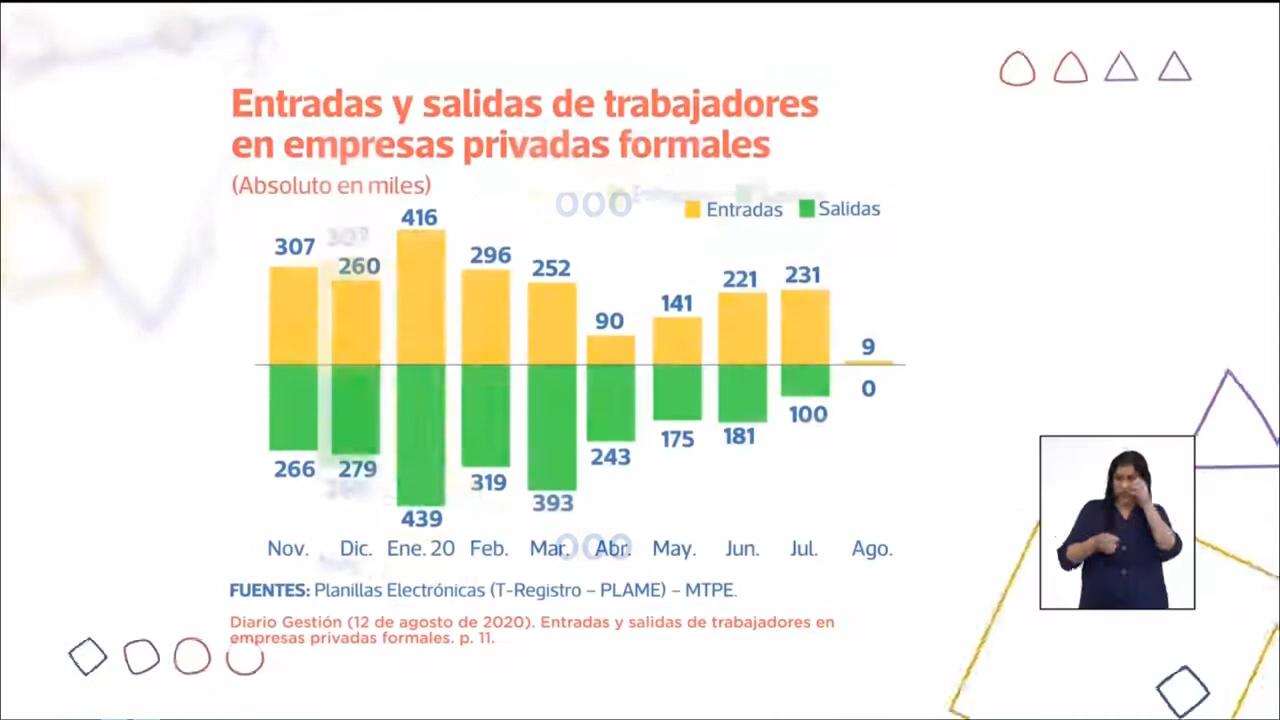 Entradas y salidas de trabajadores
en empresas privadas formales
(Absoluto en miles)
Entradas Salidas
307 260 416 296 252 90 141 221 231 9
266 279 439 319 393 243 175 181 100 0
Nov. Dic. Ene. 20 Feb. Mar. Abr. May. Jun. Jul. Ago.
FUENTES: Planillas Electrónicas (T-Registro – PLAME) – MTPE.
Diario Gestión (12 de agosto de 2020). Entradas y salidas de trabajadores en
empresas privadas formales. p. 11.